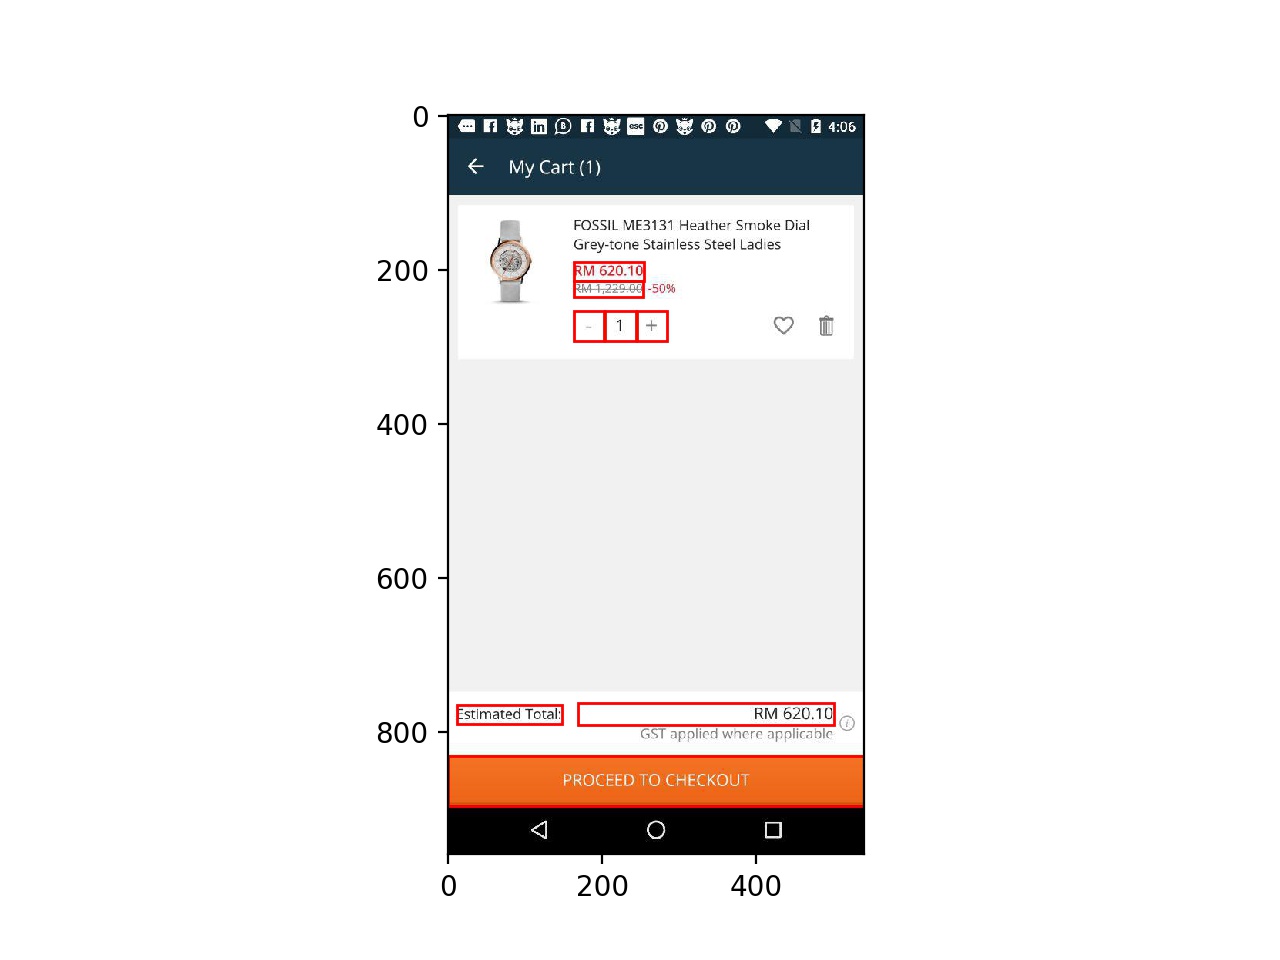 0
200
400
600
800
0 200 400
esc
4:06
My Cart (1)
FOSSIL ME3131 Heather Smoke Dial
Grey-tone Stainless Steel Ladies
RM 620.10
RM 1,229.00 -50%
- 1 +
Estimated Total: RM 620.10
GST applied where applicable
PROCEED TO CHECKOUT